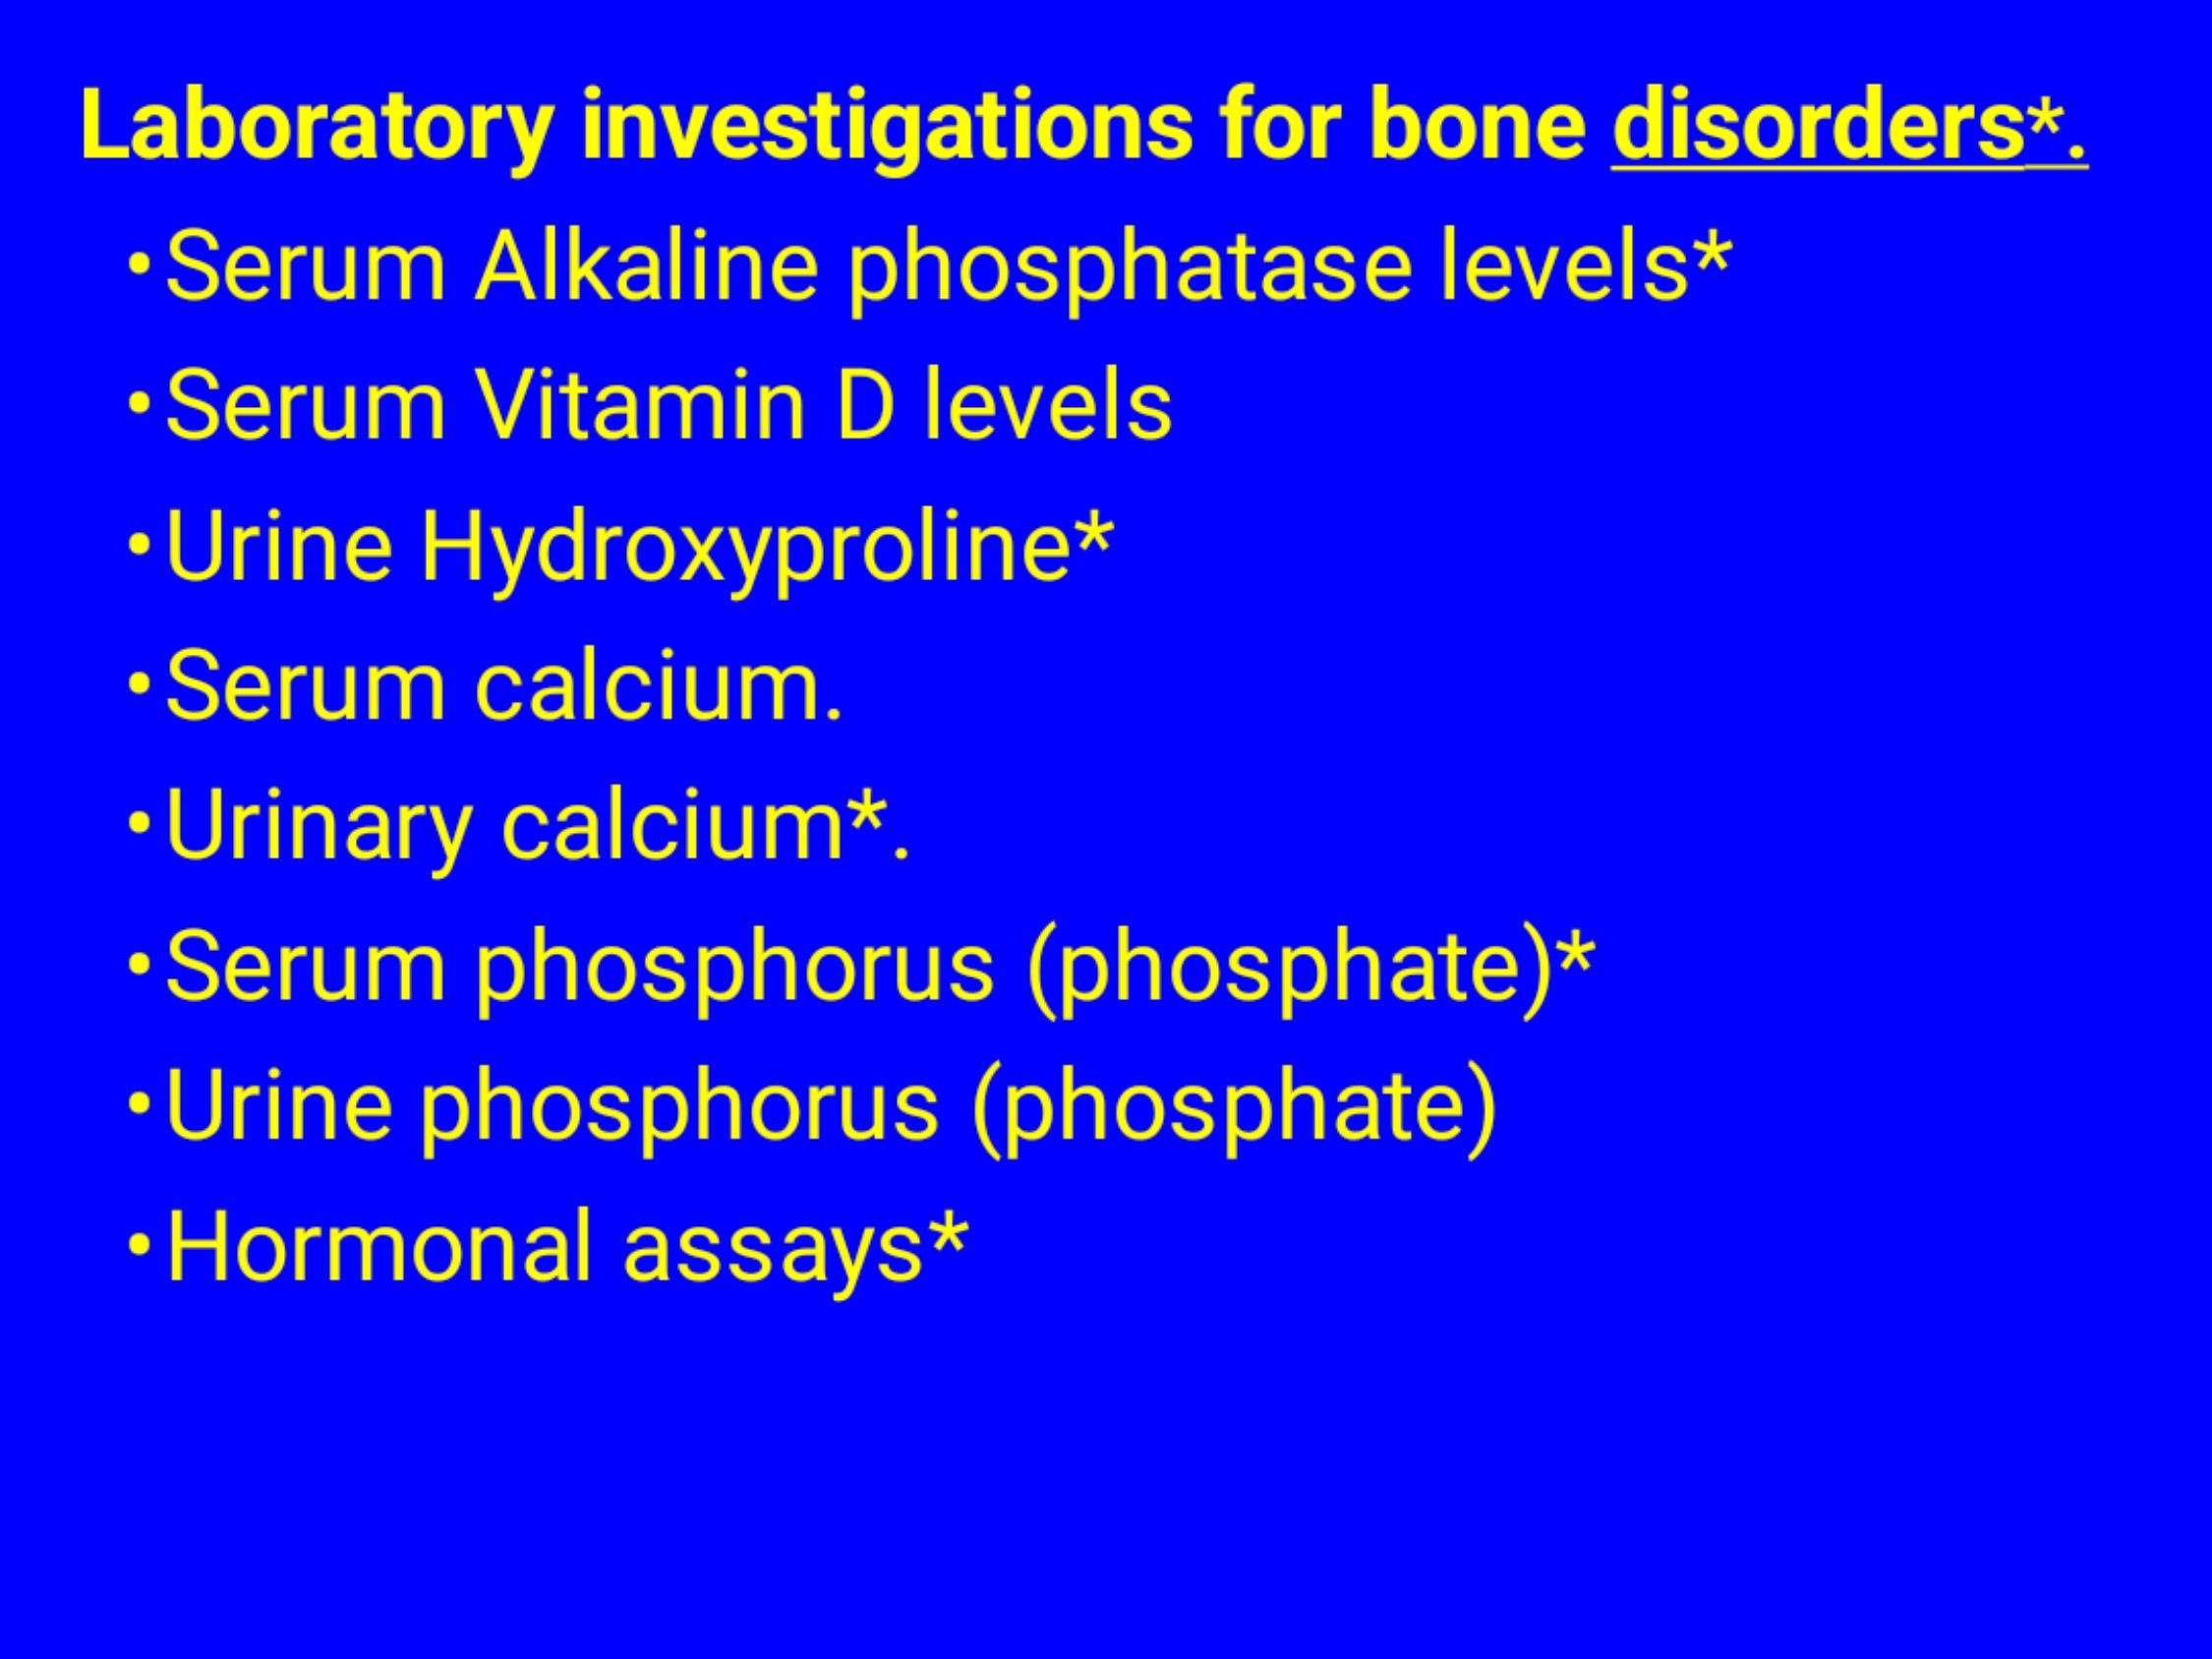 Laboratory investigations for bone disorders*.
•Serum Alkaline phosphatase levels*
•Serum Vitamin D levels
•Urine Hydroxyproline*
•Serum calcium.
•Urinary calcium*.
•Serum phosphorus (phosphate)*
•Urine phosphorus (phosphate)
•Hormonal assays*